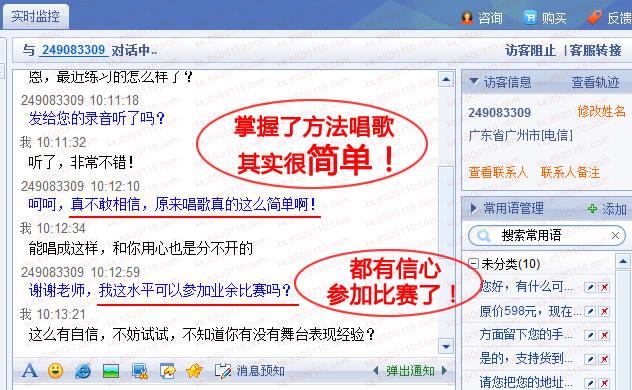 实时监控
咨询 购买 反馈
与 249083309 对话中..
访客阻止 | 客服转接
恩，最近练习的怎么样了？
249083309 10:11:18
发给您的录音听了吗？
我 10:11:32
听了，非常不错！
249083309 10:12:10
呵呵，真不敢相信，原来唱歌真的这么简单啊！
我 10:12:34
能唱成这样，和你用心也是分不开的
249083309 10:12:59
谢谢老师，我这水平可以参加业余比赛吗？
我 10:13:21
这么有自信，不妨试试，不知道你有没有舞台表现经验？
掌握了方法唱歌
其实很简单！
都有信心
参加比赛了！
A 消息预知 弹出通知
访客信息 查看轨迹
249083309 修改姓名
广东省广州市[电信]
查看联系人 联系人备注
常用语管理 添加
搜索常用语
未分类(10)
您好，有什么可...
原价598元，现在...
方面留下您的手...
是的，支持货到...
请您把您的地址...